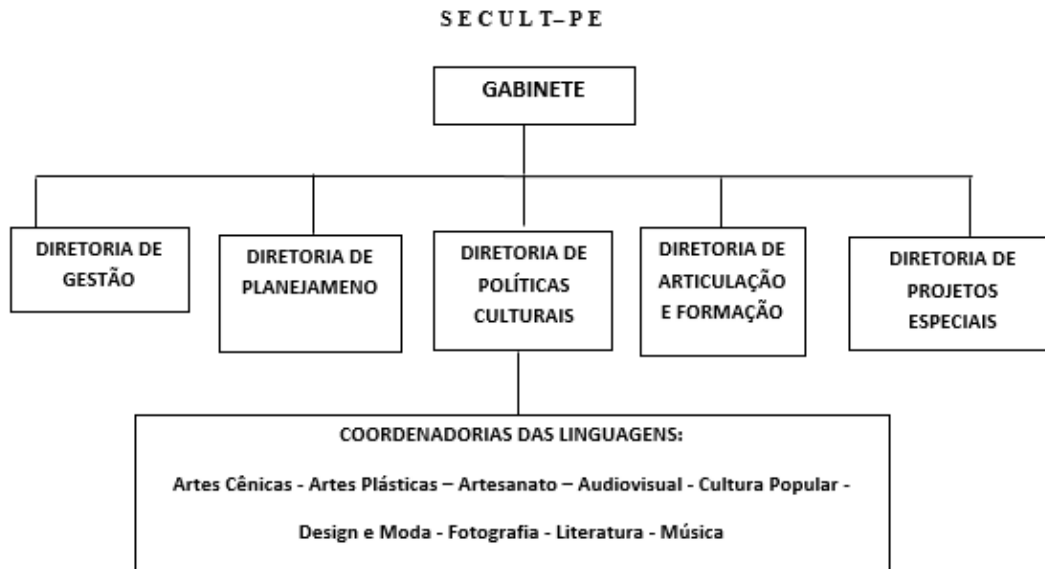 S E C U L T– P E
GABINETE
DIRETORIA DE
GESTÃO
DIRETORIA DE
PLANEJAMENO
DIRETORIA DE
POLÍTICAS
CULTURAIS
DIRETORIA DE
ARTICULAÇÃO
E FORMAÇÃO
DIRETORIA DE
PROJETOS
ESPECIAIS
COORDENADORIAS DAS LINGUAGENS:
Artes Cênicas - Artes Plásticas – Artesanato – Audiovisual - Cultura Popular -
Design e Moda - Fotografia - Literatura - Música